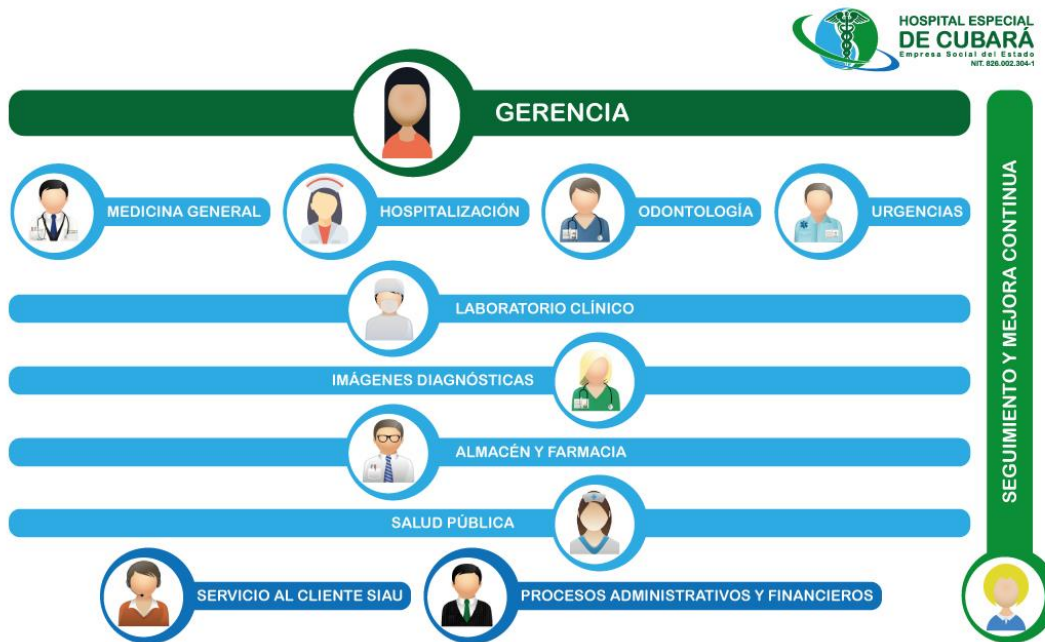 HOSPITAL ESPECIAL
DE CUBARÁ
Empresa Social del Estado
NIT. 826.002.304-1
GERENCIA
MEDICINA GENERAL
HOSPITALIZACIÓN
ODONTOLOGÍA
URGENCIAS
LABORATORIO CLÍNICO
IMÁGENES DIAGNÓSTICAS
ALMACÉN Y FARMACIA
SALUD PÚBLICA
SERVICIO AL CLIENTE SIAU
PROCESOS ADMINISTRATIVOS Y FINANCIEROS
SEGUIMIENTO Y MEJORA CONTINUA